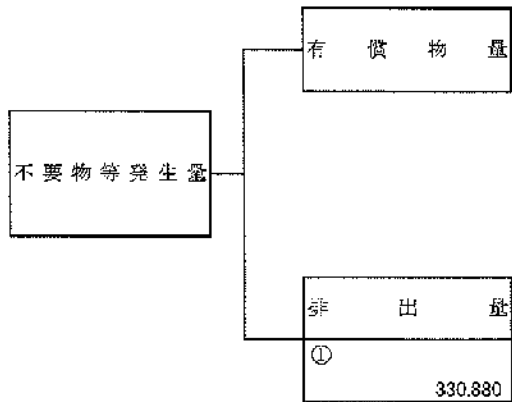 有償物量
不要物等発生量
排出量
①
330.880